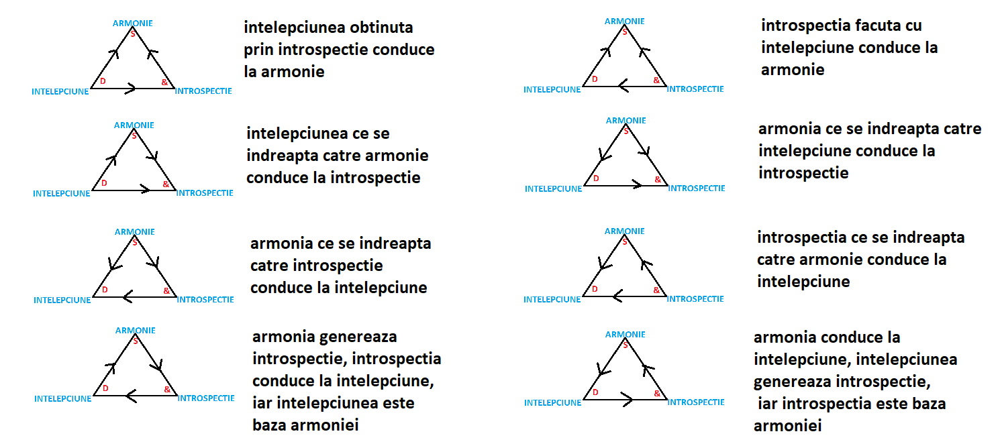 ARMONIE
S
D
&
INTELEPCIUNE
INTROSPECTIE
intelepciunea obtinuta
prin introspectie conduce
la armonie
ARMONIE
S
D
&
INTELEPCIUNE
INTROSPECTIE
introspectia facuta cu
intelepciune conduce la
armonie
ARMONIE
S
D
&
INTELEPCIUNE
INTROSPECTIE
intelepciunea ce se
indreapta catre armonie
conduce la introspectie
ARMONIE
S
D
&
INTELEPCIUNE
INTROSPECTIE
armonia ce se indreapta catre
intelepciune conduce la
introspectie
ARMONIE
S
D
&
INTELEPCIUNE
INTROSPECTIE
armonia ce se indreapta
catre introspectie
conduce la intelepciune
ARMONIE
S
D
&
INTELEPCIUNE
INTROSPECTIE
introspectia ce se indreapta
catre armonie conduce la
intelepciune
ARMONIE
S
D
&
INTELEPCIUNE
INTROSPECTIE
armonia genereaza
introspectie, introspectia
conduce la intelepciune,
iar intelepciunea este
baza armoniei
ARMONIE
S
D
&
INTELEPCIUNE
INTROSPECTIE
armonia conduce la
intelepciune, intelepciunea
genereaza introspectie,
iar introspectia este baza
armoniei